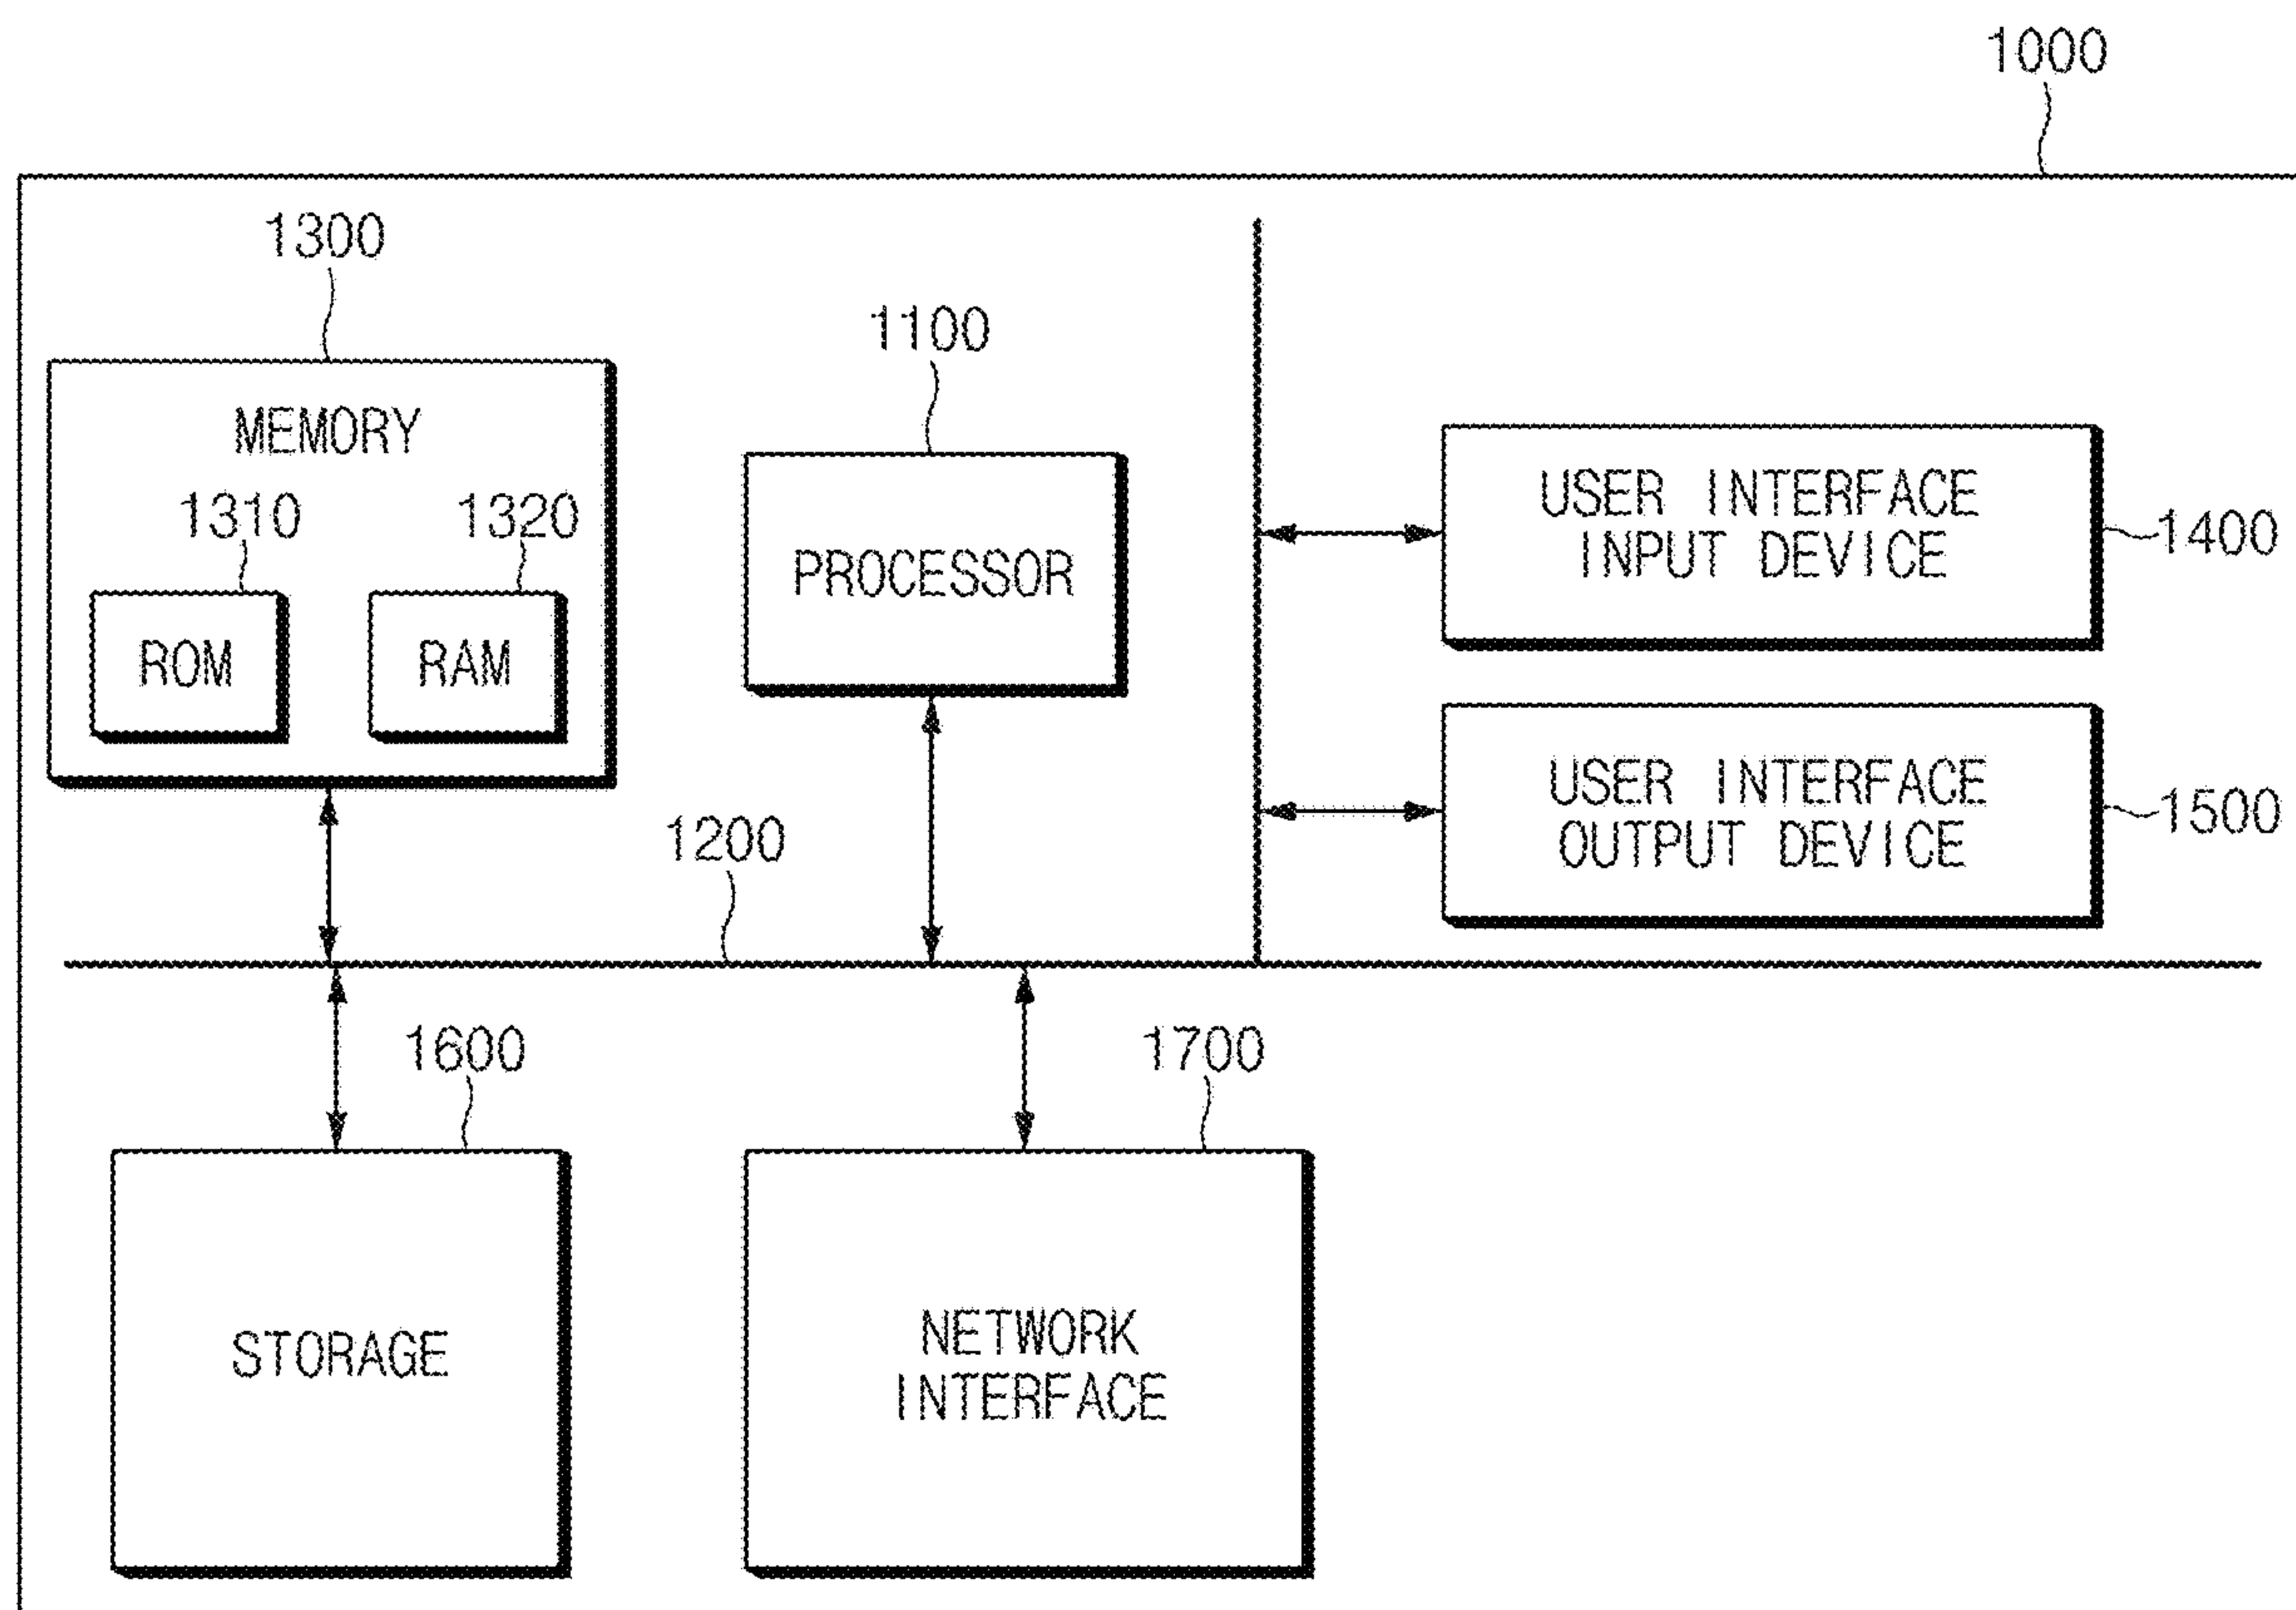 1000
1300
1100
MEMORY
1310
1320
ROM
RAM
PROCESSOR
USER INTERFACE
INPUT DEVICE
1400
USER INTERFACE
OUTPUT DEVICE
1500
1200
1600
1700
STORAGE
NETWORK
INTERFACE